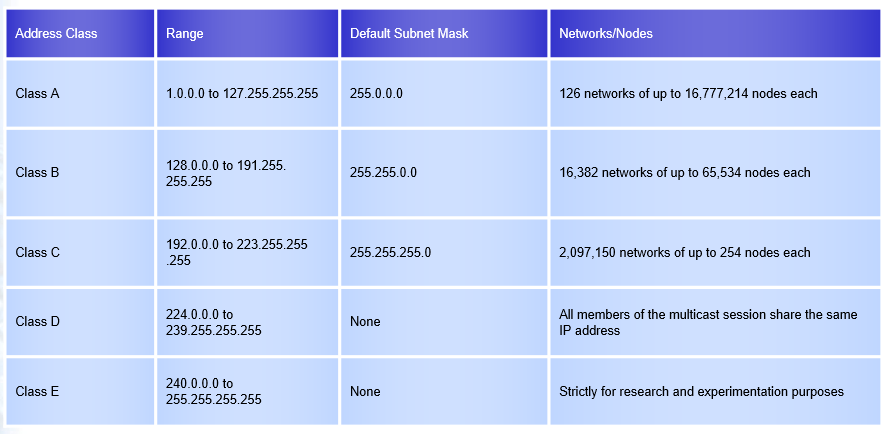 Address Class
Range
Default Subnet Mask
Networks/Nodes
Class A
1.0.0.0 to 127.255.255.255
255.0.0.0
126 networks of up to 16,777,214 nodes each
Class B
128.0.0.0 to 191.255.
255.255
255.255.0.0
16,382 networks of up to 65,534 nodes each
Class C
192.0.0.0 to 223.255.255
.255
255.255.255.0
2,097,150 networks of up to 254 nodes each
Class D
224.0.0.0 to
239.255.255.255
None
All members of the multicast session share the same
IP address
Class E
240.0.0.0 to
255.255.255.255
None
Strictly for research and experimentation purposes